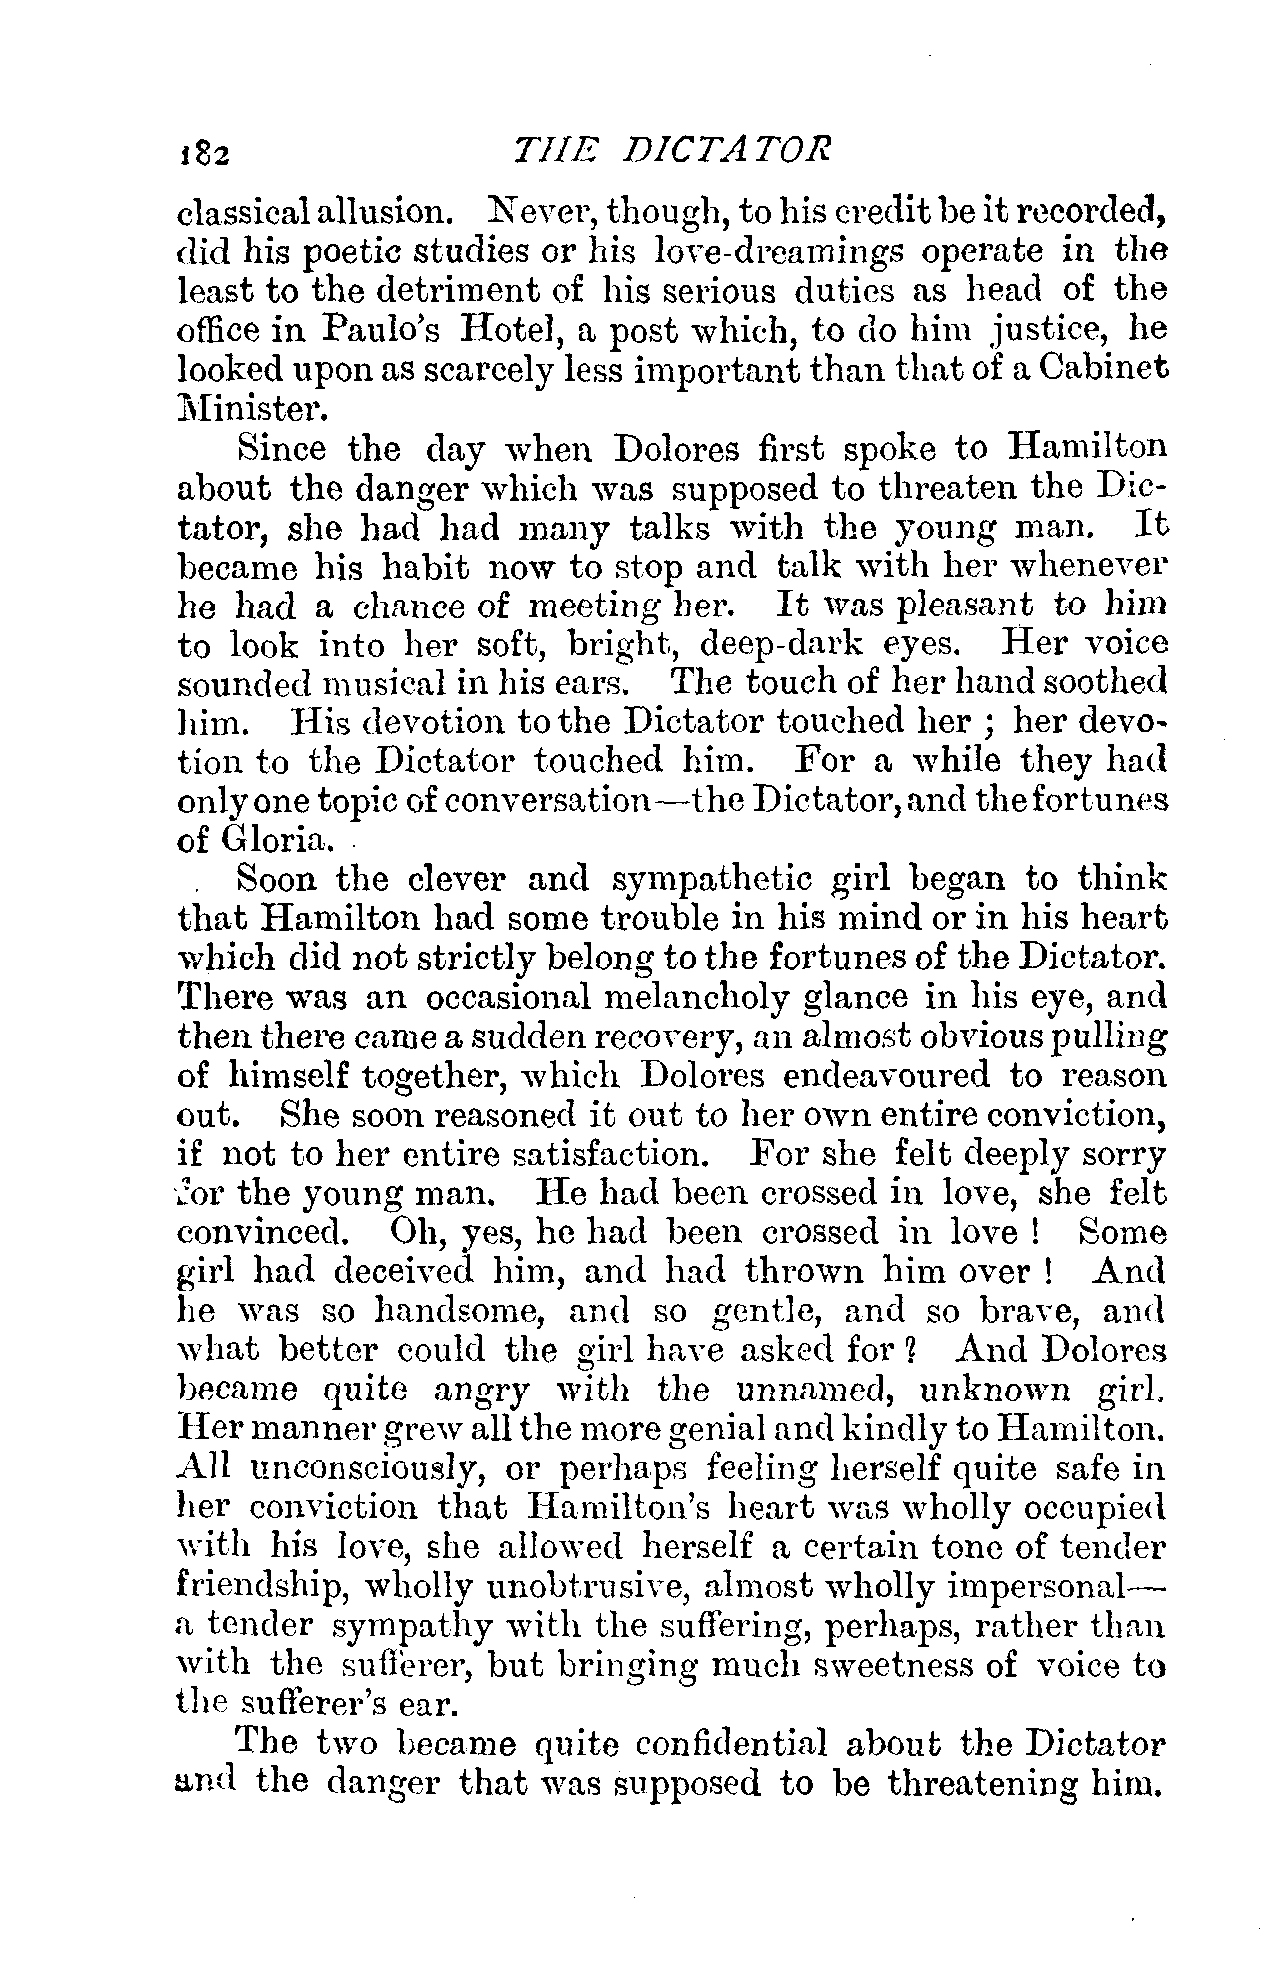 182 THE DICTATOR
classical allusion. Never, though, to his credit be it recorded,
did his poetic studies or his love-dreamings operate in the
least to the detriment of his serious duties as head of the
office in Paulo's Hotel, a post which, to do him justice, he
looked upon as scarcely less important than that of a Cabinet
Minister.
Since the day when Dolores first spoke to Hamilton
about the danger which was supposed to threaten the Dic-
tator, she had had many talks with the young man. It
became his habit now to stop and talk with her whenever
he had a chance of meeting her. It was pleasant to him
to look into her soft, bright, deep-dark eyes. Her voice
sounded musical in his ears. The touch of her hand soothed
him. His devotion to the Dictator touched her ; her devo-
tion to the Dictator touched him. For a while they had
only one topic of conversation—the Dictator, and the fortunes
of Gloria.
Soon the clever and sympathetic girl began to think
that Hamilton had some trouble in his mind or in his heart
which did not strictly belong to the fortunes of the Dictator.
There was an occasional melancholy glance in his eye, and
then there came a sudden recovery, an almost obvious pulling
of himself together, which Dolores endeavoured to reason
out. She soon reasoned it out to her own entire conviction,
if not to her entire satisfaction. For she felt deeply sorry
for the young man. He had been crossed in love, she felt
convinced. Oh, yes, he had been crossed in love ! Some
girl had deceived him, and had thrown him over ! And
he was so handsome, and so gentle, and so brave, and
what better could the girl have asked for ? And Dolores
became quite angry with the unnamed, unknown girl.
Her manner grew all the more genial and kindly to Hamilton.
All unconsciously, or perhaps feeling herself quite safe in
her conviction that Hamilton's heart was wholly occupied
with his love, she allowed herself a certain tone of tender
friendship, wholly unobtrusive, almost wholly impersonal—
a tender sympathy with the suffering, perhaps, rather than
with the sufferer, but bringing much sweetness of voice to
the sufferer's ear.
The two became quite confidential about the Dictator
and the danger that was supposed to be threatening him.